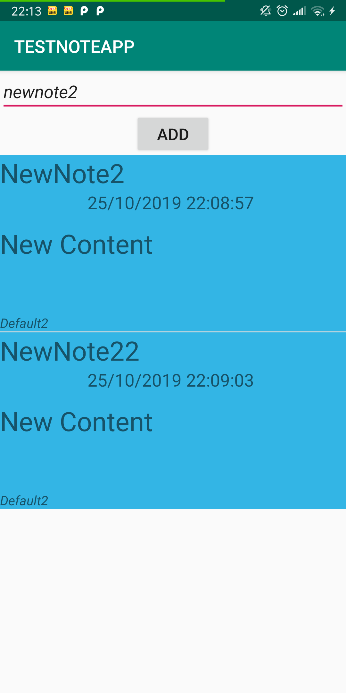 22:13
TESTNOTEAPP
newnote2
ADD
NewNote2
25/10/2019 22:08:57
New Content
Default2
NewNote22
25/10/2019 22:09:03
New Content
Default2